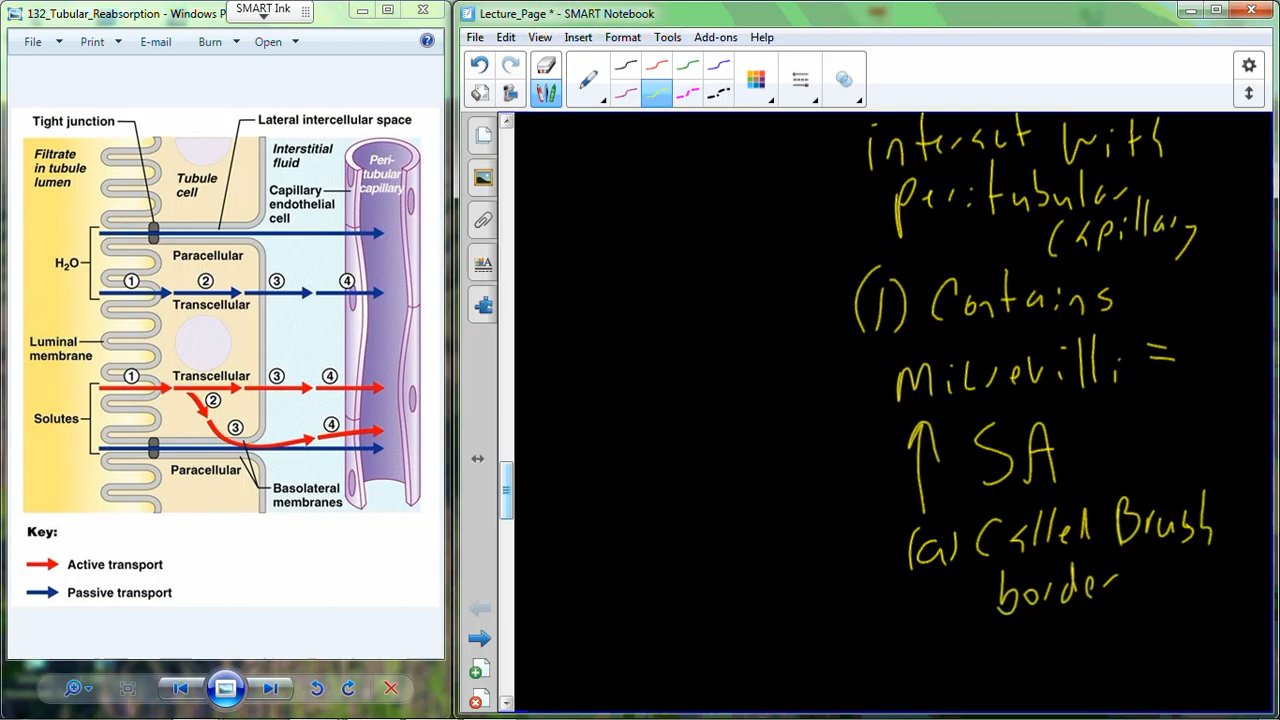 132_Tubular_Reabsorption - Windows P
SMART Ink
File Print E-mail Burn Open
Tight junction
Lateral intercellular space
Filtrate
in tubule
lumen
Tubule
cell
Interstitial
fluid
Peri-
tubular
capillary
Capillary
endothelial
cell
Paracellular
H2O
1 2 3 4
Transcellular
Luminal
membrane
Transcellular
1 3 4
2
Solutes
3 4
Paracellular
Basolateral
membranes
Key:
Active transport
Passive transport
Lecture_Page * - SMART Notebook
File Edit View Insert Format Tools Add-ons Help
interact with
peritubular
capillary
(1) Contains
Microvilli =
↑ SA
(a) Called Brush
border